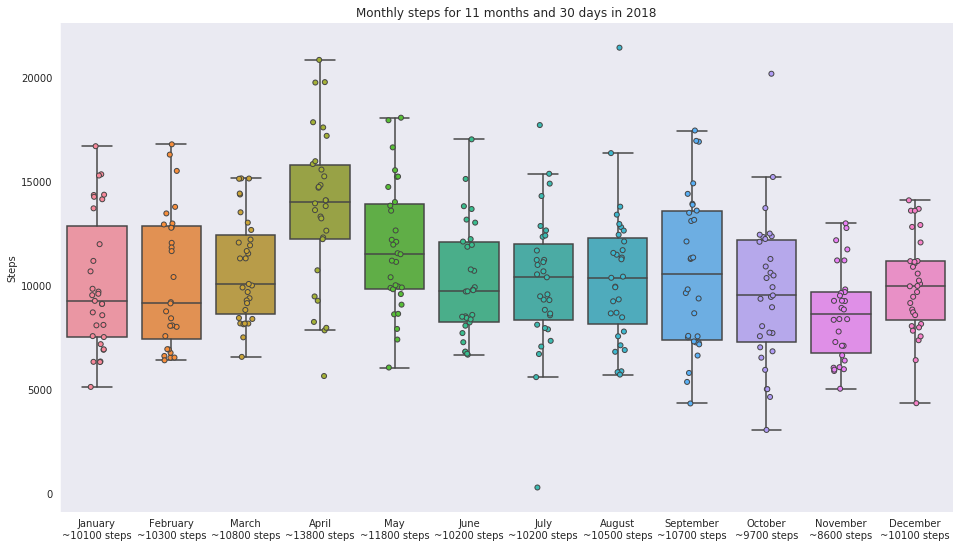 Monthly steps for 11 months and 30 days in 2018
Steps
20000
15000
10000
5000
0
January February March April May June July August September October November December
~10100 steps ~10300 steps ~10800 steps ~13800 steps ~11800 steps ~10200 steps ~10200 steps ~10500 steps ~10700 steps ~9700 steps ~8600 steps ~10100 steps